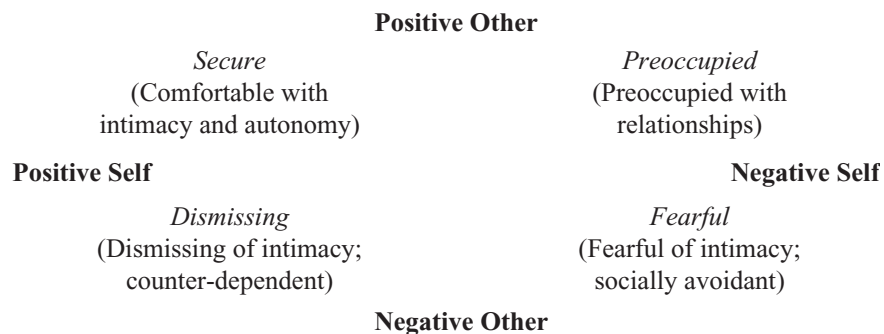 Positive Other
Secure Preoccupied
(Comfortable with (Preoccupied with
intimacy and autonomy) relationships)
Positive Self Negative Self
Dismissing Fearful
(Dismissing of intimacy; (Fearful of intimacy;
counter-dependent) socially avoidant)
Negative Other